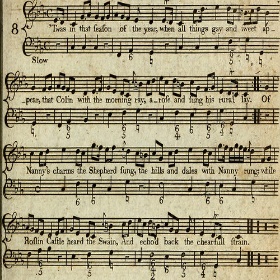 8
'Twas in that seaſon of the year, when all things gay and sweet ap-
Slow
-pear, that Colin with the morning ray, a-rose and sung his rural lay. Of
Nanny's charms the Shepherd sung, the hills and dales with Nanny rung; while
Roslin Castle heard the Swain, And echod back the chearfull strain.